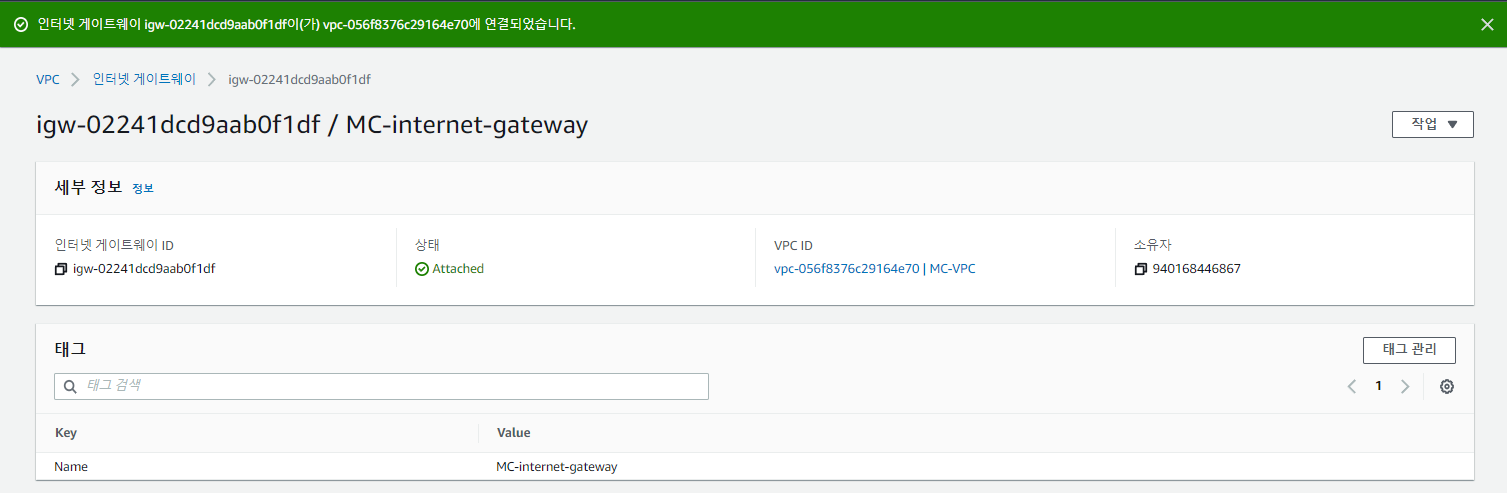 인터넷 게이트웨이 igw-02241dcd9aab0f1df이(가) vpc-056f8376c29164e70에 연결되었습니다.
VPC 인터넷 게이트웨이 igw-02241dcd9aab0f1df
igw-02241dcd9aab0f1df / MC-internet-gateway
작업
세부 정보 정보
인터넷 게이트웨이 ID 상태 VPC ID 소유자
igw-02241dcd9aab0f1df Attached vpc-056f8376c29164e70 | MC-VPC 940168446867
태그 태그 관리
태그 검색 1
Key Value
Name MC-internet-gateway